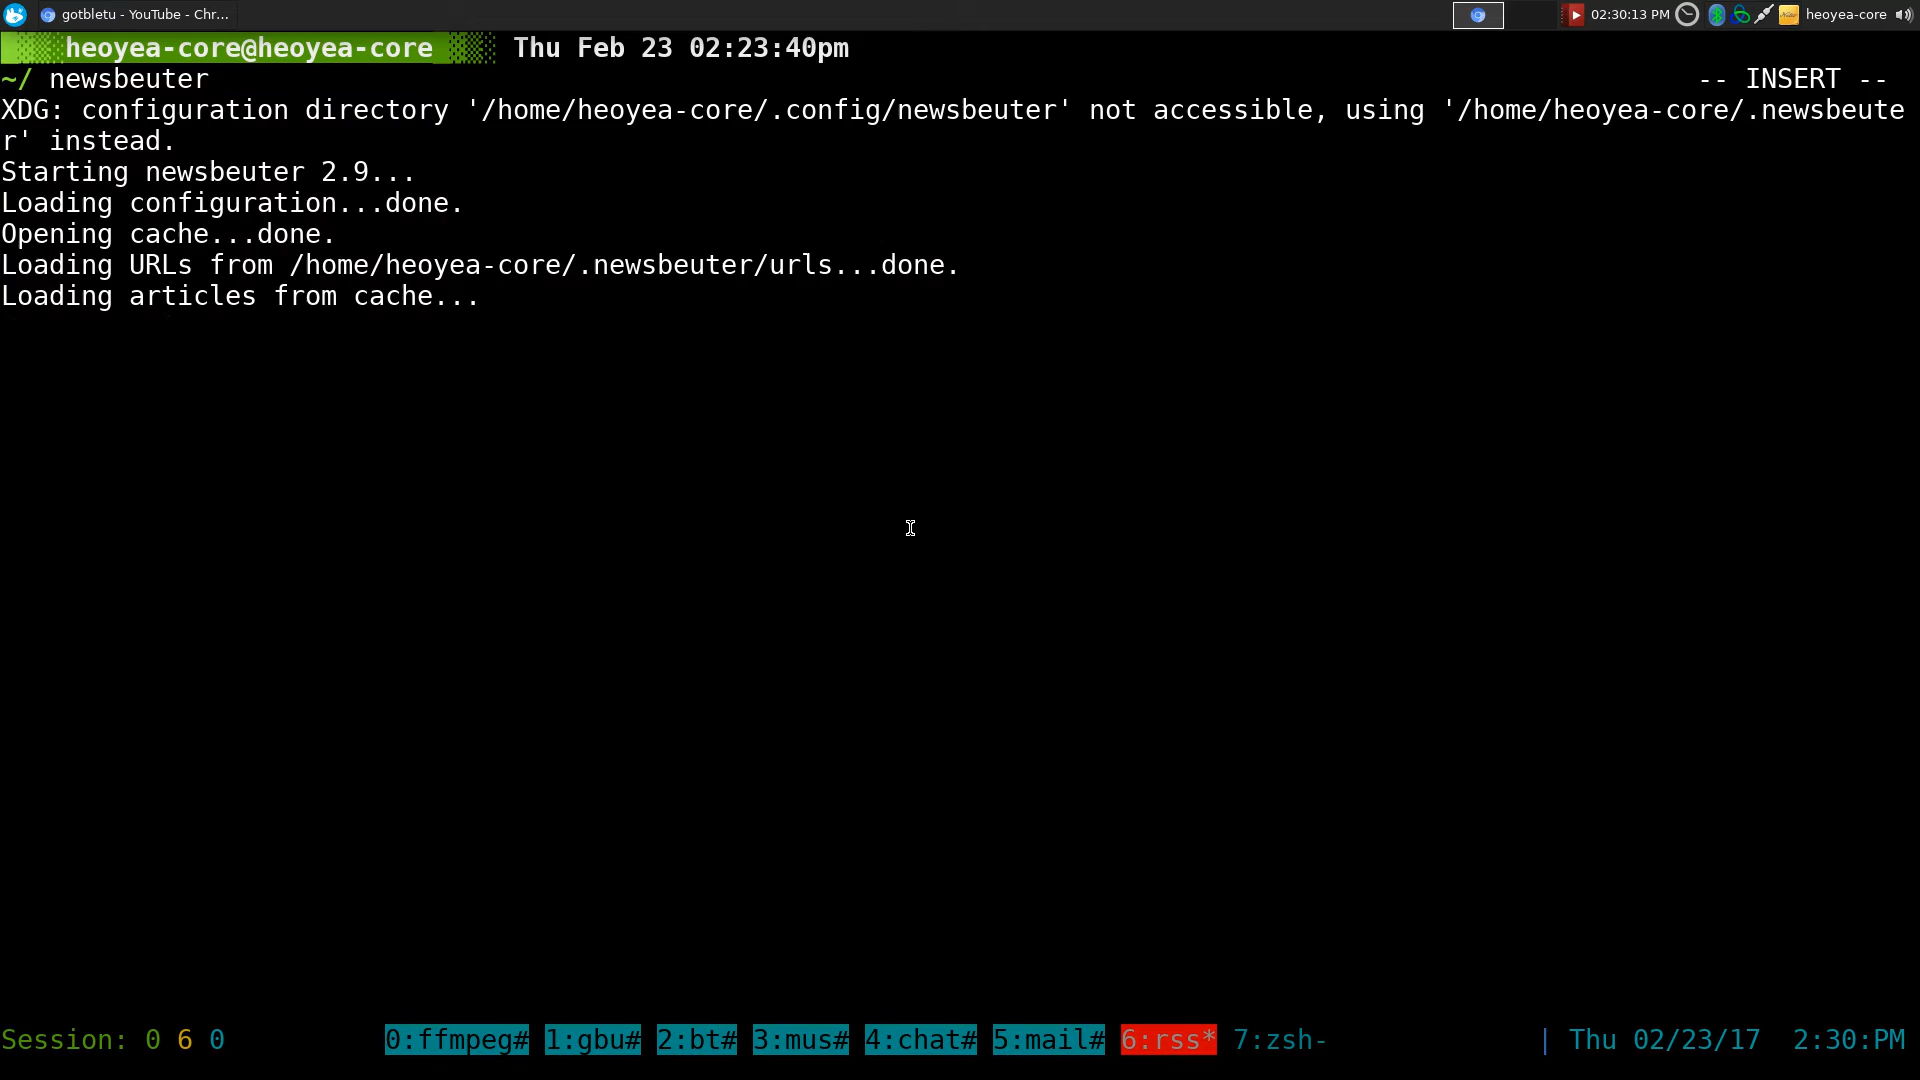 gotbletu - YouTube - Chr...
02:30:13 PM heoyea-core
heoyea-core@heoyea-core Thu Feb 23 02:23:40pm
~/ newsbeuter -- INSERT --
XDG: configuration directory '/home/heoyea-core/.config/newsbeuter' not accessible, using '/home/heoyea-core/.newsbeute
r' instead.
Starting newsbeuter 2.9...
Loading configuration...done.
Opening cache...done.
Loading URLs from /home/heoyea-core/.newsbeuter/urls...done.
Loading articles from cache...
Session: 0 6 0 0:ffmpeg# 1:gbu# 2:bt# 3:mus# 4:chat# 5:mail# 6:rss* 7:zsh- | Thu 02/23/17 2:30:PM